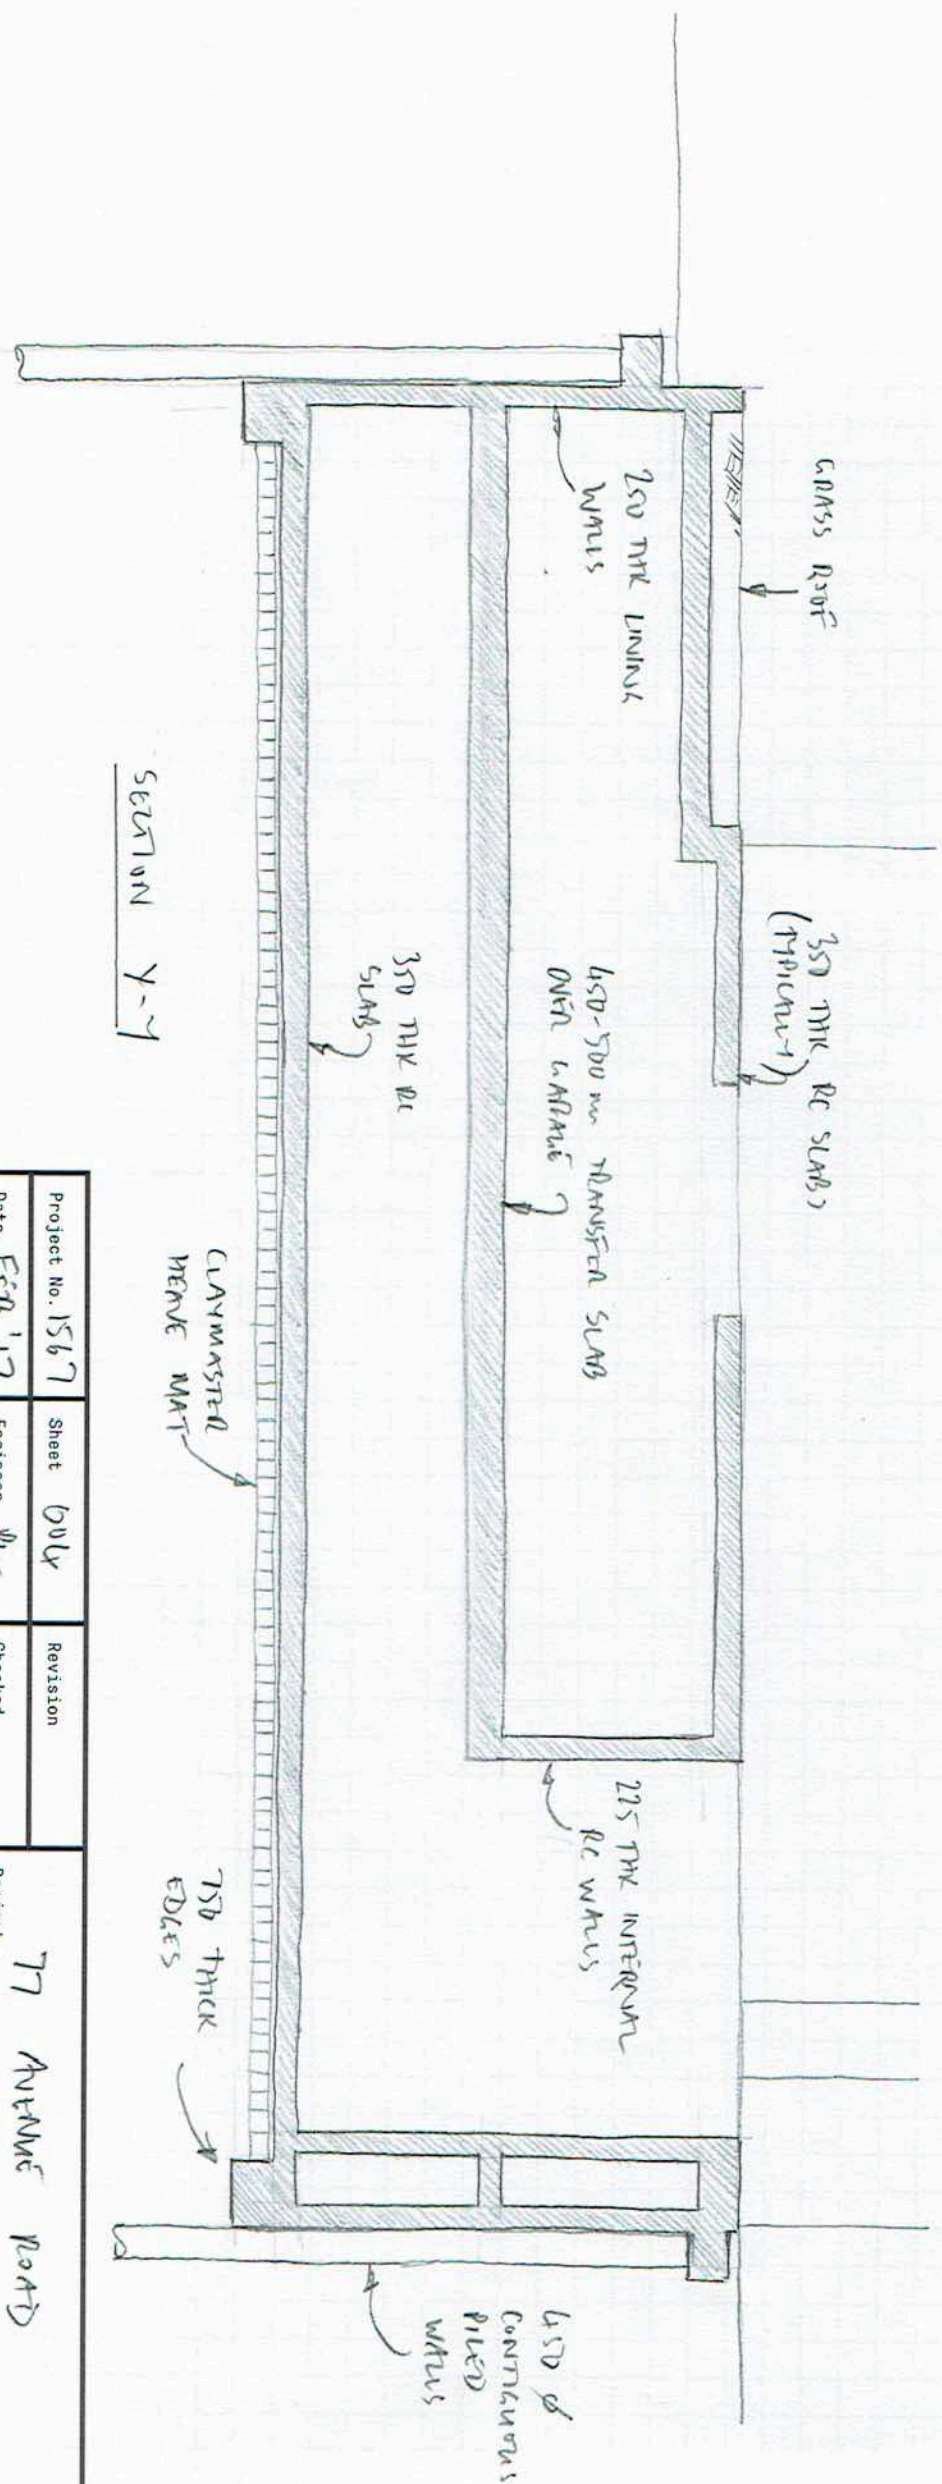 GRASS ROOF
350 THK RC SLABS
(TYPICALLY)
250 THK LINING
WALLS
450-500 mm TRANSFER SLAB
OVER GARAGE
225 THK INTERNAL
RC WALLS
450 ø
CONTIGUOUS
PILED
WALLS
350 THK RC
SLAB
CLAYMASTER
HEAVE MAT
750 THICK
EDGES
SECTION Y-Y
Project No. 1567
Sheet
Revision
77 AVENUE ROAD